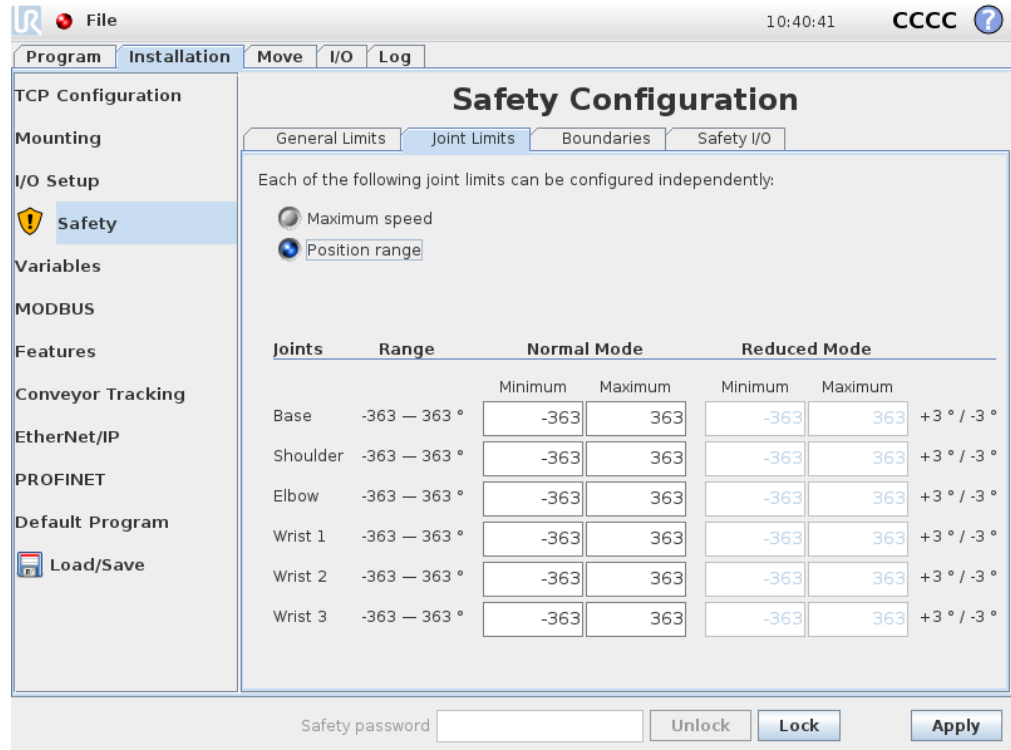 UR File 10:40:41 CCCC ?
Program Installation Move I/O Log
TCP Configuration
Mounting
I/O Setup
Safety
Variables
MODBUS
Features
Conveyor Tracking
EtherNet/IP
PROFINET
Default Program
Load/Save
Safety Configuration
General Limits Joint Limits Boundaries Safety I/O
Each of the following joint limits can be configured independently:
Maximum speed
Position range
Joints Range Normal Mode Reduced Mode
Minimum Maximum Minimum Maximum
Base -363 — 363 ° -363 363 -363 363 +3 ° / -3 °
Shoulder -363 — 363 ° -363 363 -363 363 +3 ° / -3 °
Elbow -363 — 363 ° -363 363 -363 363 +3 ° / -3 °
Wrist 1 -363 — 363 ° -363 363 -363 363 +3 ° / -3 °
Wrist 2 -363 — 363 ° -363 363 -363 363 +3 ° / -3 °
Wrist 3 -363 — 363 ° -363 363 -363 363 +3 ° / -3 °
Safety password Unlock Lock Apply